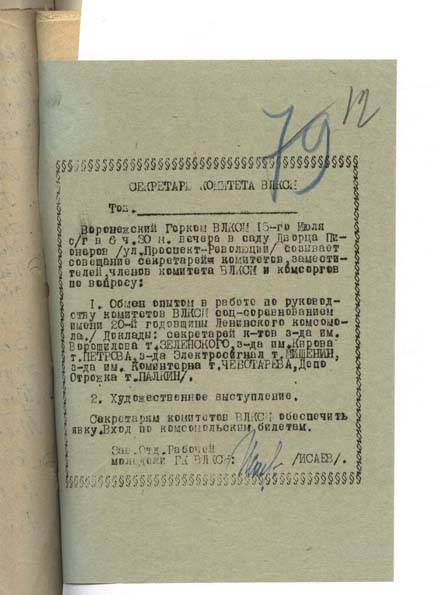 79
12
СЕКРЕТАРЮ КОМИТЕТА ВЛКСМ
Тов.
Воронежский Горком ВЛКСМ 15-го Июля
с/г в 6 ч. 30 м. вечера в саду Дворца Пи-
онеров /ул.Проспект-Революции/ созывает
совещание секретарей комитетов, замести-
телей, членов комитета ВЛКСМ и комсоргов
по вопросу:
1. Обмен опытом в работе по руковод-
ству комитетов ВЛКСМ соц-соревнованием
имени 20-й годовщины Ленинского комсомо-
ла./ Доклады: секретарей к-тов з-да им.
Ворошилова т.ЗЕЛЕНСКОГО,з-да им.Кирова
т.ПЕТРОВА, з-да Электросигнал т.МИШЕНИН,
з-да им. Коминтерна т.ЧЕБОТАРЕВА,Депо
Отрожка т.ПАЛКИН/.
2. Художественное выступление.
Секретарям комитетов ВЛКСМ обеспечить
явку.Вход по комсомольским билетам.
Зав.Отд.Рабочей
молодежи ГК ВЛКСМ: /ИСАЕВ/.